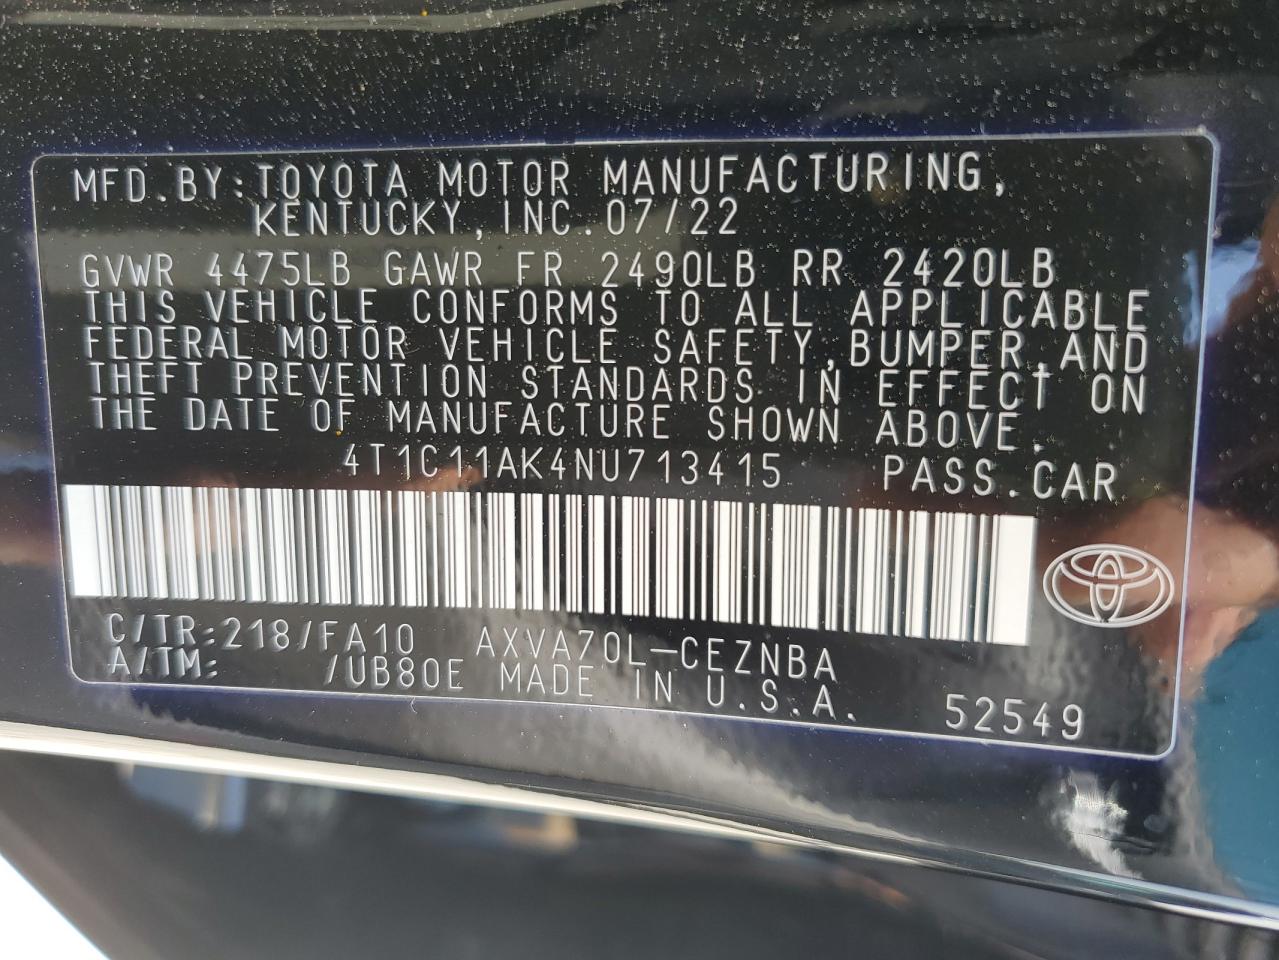 MFD.BY:TOYOTA MOTOR MANUFACTURING,
KENTUCKY,INC.07/22
GVWR 4475LB GAWR FR 2490LB RR 2420LB
THIS VEHICLE CONFORMS TO ALL APPLICABLE
FEDERAL MOTOR VEHICLE SAFETY,BUMPER,AND
THEFT PREVENTION STANDARDS IN EFFECT ON
THE DATE OF MANUFACTURE SHOWN ABOVE.
4T1C11AK4NU713415 PASS.CAR
C/TR:218/FA10 AXVA70L-CEZNBA
A/TM: /UB80E MADE IN U.S.A.
52549